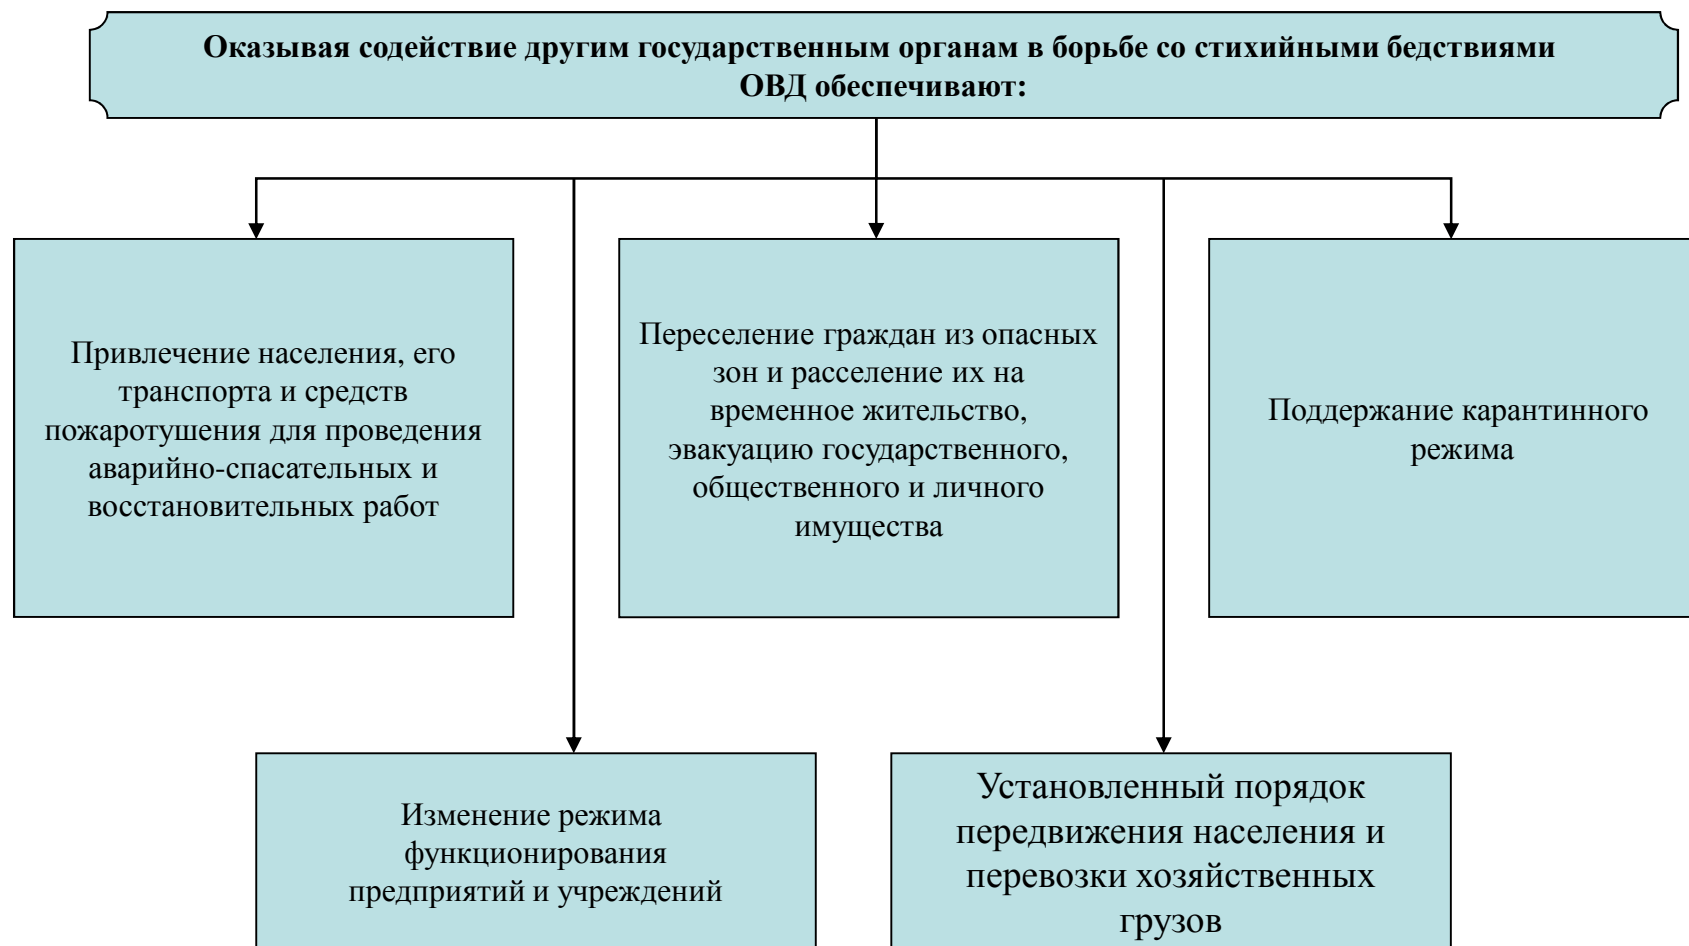 Оказывая содействие другим государственным органам в борьбе со стихийными бедствиями
ОВД обеспечивают:
Привлечение населения, его
транспорта и средств
пожаротушения для проведения
аварийно-спасательных и
восстановительных работ
Переселение граждан из опасных
зон и расселение их на
временное жительство,
эвакуацию государственного,
общественного и личного
имущества
Поддержание карантинного
режима
Изменение режима
функционирования
предприятий и учреждений
Установленный порядок
передвижения населения и
перевозки хозяйственных
грузов